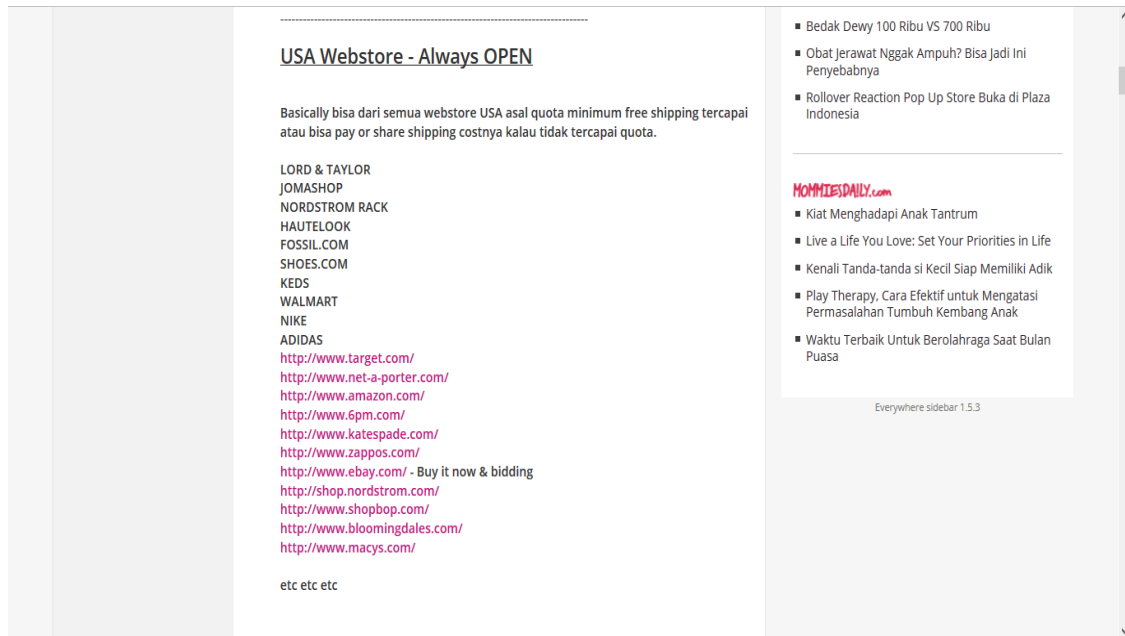 --------------------------------------------------------------------------------
USA Webstore - Always OPEN
Basically bisa dari semua webstore USA asal quota minimum free shipping tercapai
atau bisa pay or share shipping costnya kalau tidak tercapai quota.
LORD & TAYLOR
JOMASHOP
NORDSTROM RACK
HAUTELOOK
FOSSIL.COM
SHOES.COM
KEDS
WALMART
NIKE
ADIDAS
http://www.target.com/
http://www.net-a-porter.com/
http://www.amazon.com/
http://www.6pm.com/
http://www.katespade.com/
http://www.zappos.com/
http://www.ebay.com/ - Buy it now & bidding
http://shop.nordstrom.com/
http://www.shopbop.com/
http://www.bloomingdales.com/
http://www.macys.com/
etc etc etc
Bedak Dewy 100 Ribu VS 700 Ribu
Obat Jerawat Nggak Ampuh? Bisa Jadi Ini
Penyebabnya
Rollover Reaction Pop Up Store Buka di Plaza
Indonesia
MOMMIESDAILY.com
Kiat Menghadapi Anak Tantrum
Live a Life You Love: Set Your Priorities in Life
Kenali Tanda-tanda si Kecil Siap Memiliki Adik
Play Therapy, Cara Efektif untuk Mengatasi
Permasalahan Tumbuh Kembang Anak
Waktu Terbaik Untuk Berolahraga Saat Bulan
Puasa
Everywhere sidebar 1.5.3